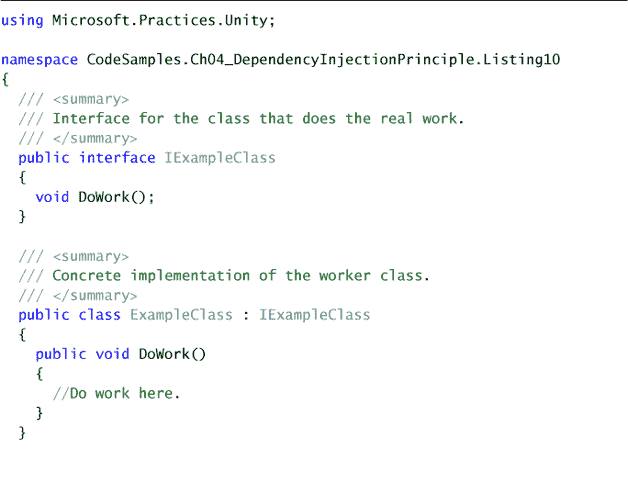 using Microsoft.Practices.Unity;
namespace CodeSamples.Ch04_DependencyInjectionPrinciple.Listing10
{
/// <summary>
/// Interface for the class that does the real work.
/// </summary>
public interface IExampleClass
{
void DoWork();
}
/// <summary>
/// Concrete implementation of the worker class.
/// </summary>
public class ExampleClass : IExampleClass
{
public void DoWork()
{
//Do work here.
}
}